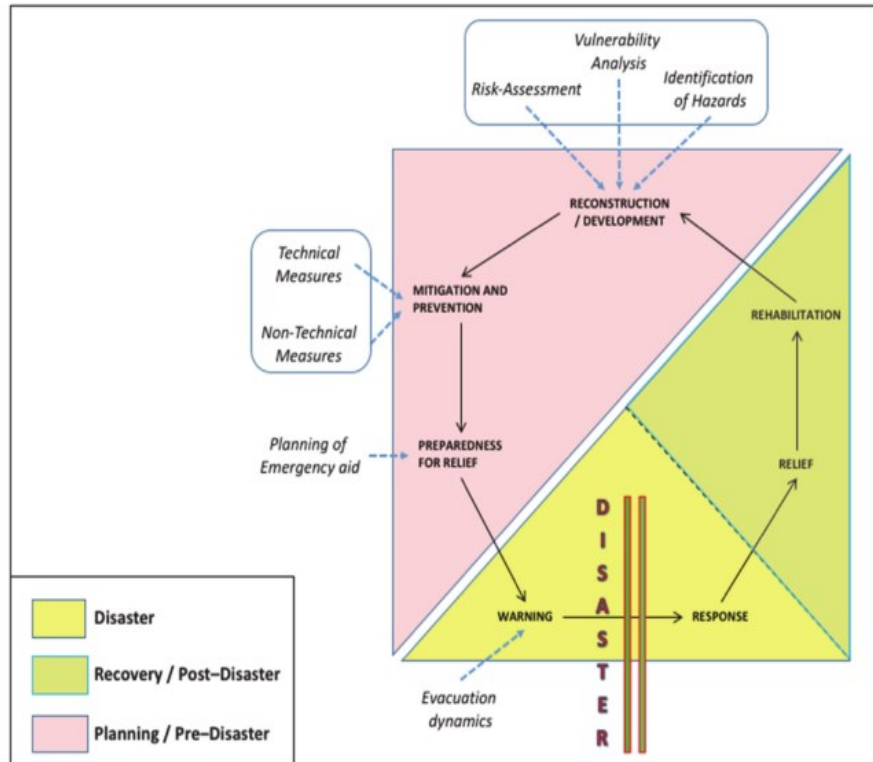 Vulnerability
Analysis
Risk-Assessment
Identification
of Hazards
RECONSTRUCTION
/ DEVELOPMENT
Technical
Measures
MITIGATION AND
PREVENTION
Non-Technical
Measures
REHABILITATION
Planning of
Emergency aid
PREPAREDNESS
FOR RELIEF
RELIEF
DISASTER
WARNING
RESPONSE
Evacuation
dynamics
Disaster
Recovery / Post–Disaster
Planning / Pre–Disaster